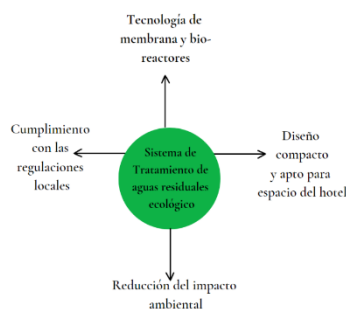 Tecnología de
membrana y bio-
reactores
Cumplimiento
con las
regulaciones
locales
Sistema de
Tratamiento de
aguas residuales
ecológico
Diseño
compacto
y apto para
espacio del hotel
Reducción del impacto
ambiental